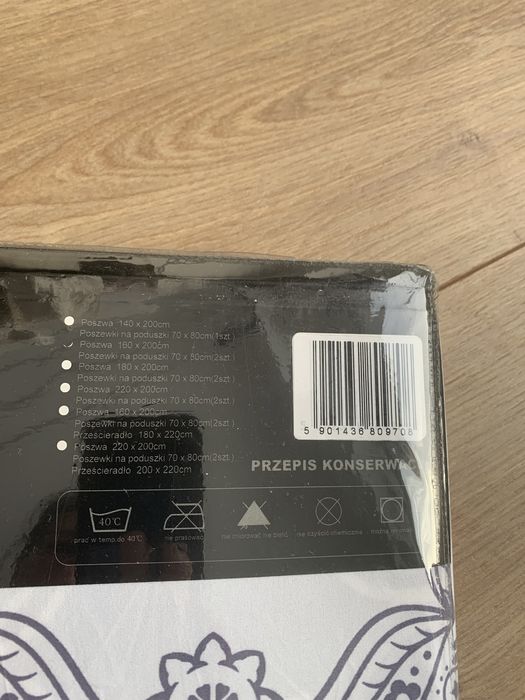 Poszwa 140 x 200cm
Poszewki na poduszki 70 x 80cm(1szt.)
Poszwa 160 x 200cm
Poszewki na poduszki 70 x 80cm(2szt.)
Poszwa 180 x 200cm
Poszewki na poduszki 70 x 80cm(2szt.)
Poszwa 220 x 200cm
Poszewki na poduszki 70 x 80cm(2szt.)
Poszwa 160 x 200cm
Poszewki na poduszki 70 x 80cm(2szt.)
Prześcieradło 180 x 220cm
Poszwa 220 x 200cm
Poszewki na poduszki 70 x 80cm(2szt.)
Prześcieradło 200 x 220cm
5 901436 809708
PRZEPIS KONSERWAC
40℃
prać w temp.do 40℃
nie prasować
nie chlorować nie bielić
nie czyścić chemicznie
można